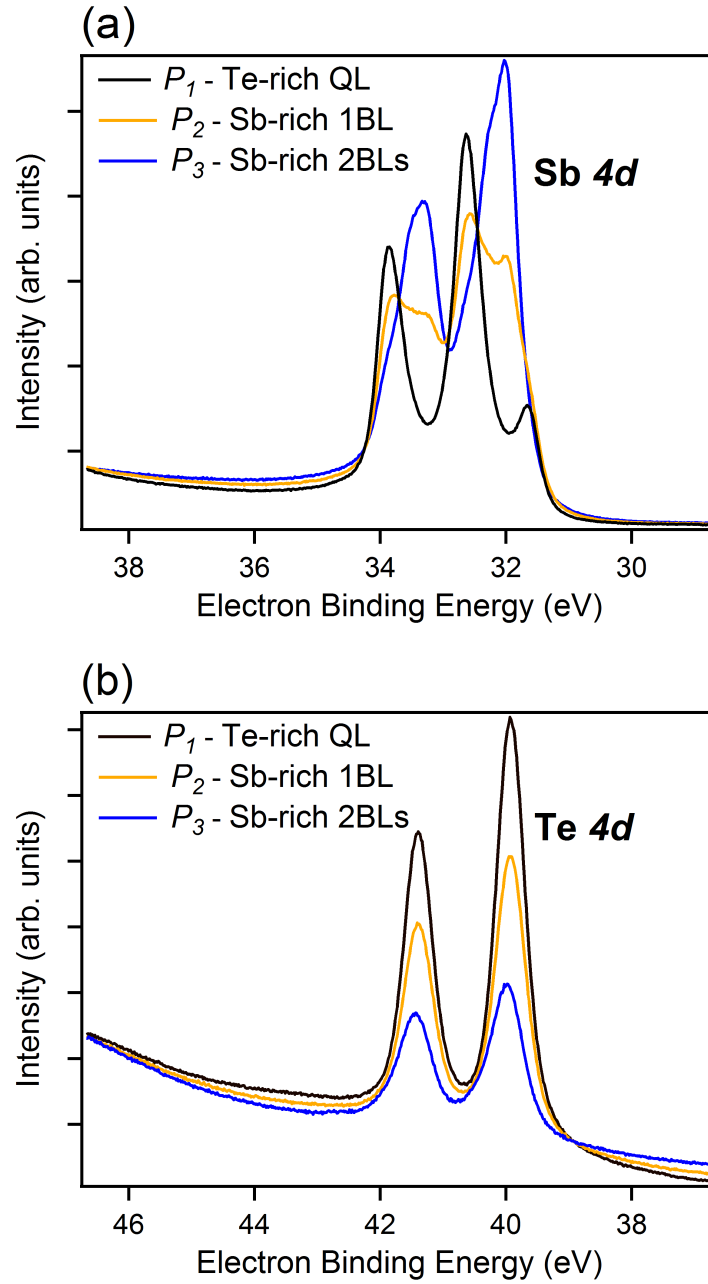 (a)
P1 - Te-rich QL
P2 - Sb-rich 1BL
P3 - Sb-rich 2BLs
Sb 4d
Intensity (arb. units)
38 36 34 32 30
Electron Binding Energy (eV)
(b)
P1 - Te-rich QL
P2 - Sb-rich 1BL
P3 - Sb-rich 2BLs
Te 4d
Intensity (arb. units)
46 44 42 40 38
Electron Binding Energy (eV)